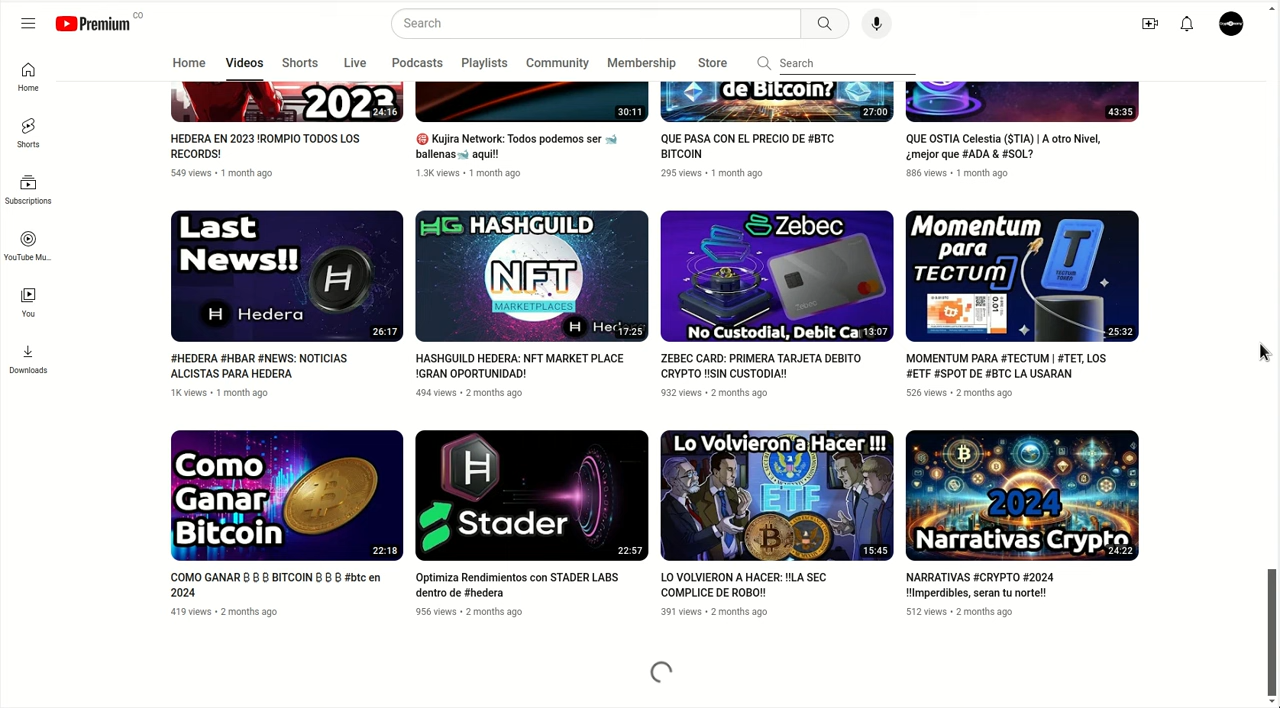 Premium CO
Search
Home
Videos
Shorts
Live
Podcasts
Playlists
Community
Membership
Store
Search
Home
Shorts
Subscriptions
YouTube Mu...
You
Downloads
2023
24:16
HEDERA EN 2023 !ROMPIO TODOS LOS
RECORDS!
549 views • 1 month ago
30:11
Kujira Network: Todos podemos ser 🐋
ballenas🐋 aqui!!
1.3K views • 1 month ago
de Bitcoin?
27:00
QUE PASA CON EL PRECIO DE #BTC
BITCOIN
295 views • 1 month ago
43:35
QUE OSTIA Celestia ($TIA) | A otro Nivel,
¿mejor que #ADA & #SOL?
886 views • 1 month ago
Last
News!!
Hedera
26:17
#HEDERA #HBAR #NEWS: NOTICIAS
ALCISTAS PARA HEDERA
1K views • 1 month ago
HG HASHGUILD
NFT
MARKETPLACES
17:25
HASHGUILD HEDERA: NFT MARKET PLACE
!GRAN OPORTUNIDAD!
494 views • 2 months ago
Zebec
No Custodial, Debit Ca
13:07
ZEBEC CARD: PRIMERA TARJETA DEBITO
CRYPTO !!SIN CUSTODIA!!
932 views • 2 months ago
Momentum
para
TECTUM
TECTUM
TOKEN
0.01
25:32
MOMENTUM PARA #TECTUM | #TET, LOS
#ETF #SPOT DE #BTC LA USARAN
526 views • 2 months ago
Como
Ganar
Bitcoin
22:18
COMO GANAR ₿ ₿ ₿ BITCOIN ₿ ₿ ₿ #btc en
2024
419 views • 2 months ago
Stader
22:57
Optimiza Rendimientos con STADER LABS
dentro de #hedera
956 views • 2 months ago
Lo Volvieron a Hacer !!!
ETF
15:45
LO VOLVIERON A HACER: !!LA SEC
COMPLICE DE ROBO!!
391 views • 2 months ago
2024
Narrativas Crypto
24:22
NARRATIVAS #CRYPTO #2024
!!Imperdibles, seran tu norte!!
512 views • 2 months ago